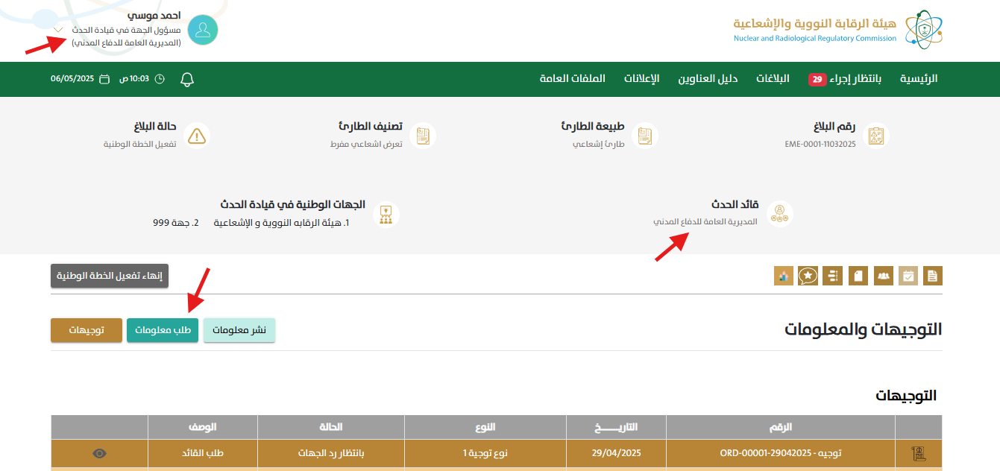 هيئة الرقابة النووية والإشعاعية
Nuclear and Radiological Regulatory Commission
احمد موسي
مسؤول الجهة في قيادة الحدث
(المديرية العامة للدفاع المدني)
الرئيسية بانتظار إجراء 29 البلاغات دليل العناوين الإعلانات الملفات العامة 10:03 ص 06/05/2025
رقم البلاغ طبيعة الطارئ تصنيف الطارئ حالة البلاغ
EME-0001-11032025 طارئ إشعاعي تعرض اشعاعي مفرط تفعيل الخطة الوطنية
قائد الحدث الجهات الوطنية في قيادة الحدث
المديرية العامة للدفاع المدني 1. هيئة الرقابه النووية و الإشعاعية 2. جهة 999
إنهاء تفعيل الخطة الوطنية
التوجيهات والمعلومات نشر معلومات طلب معلومات توجيهات
التوجيهات
الرقم التاريـــــخ النوع الحالة الوصف
توجيه - ORD-00001-29042025 29/04/2025 نوع توجية 1 بانتظار رد الجهات طلب القائد